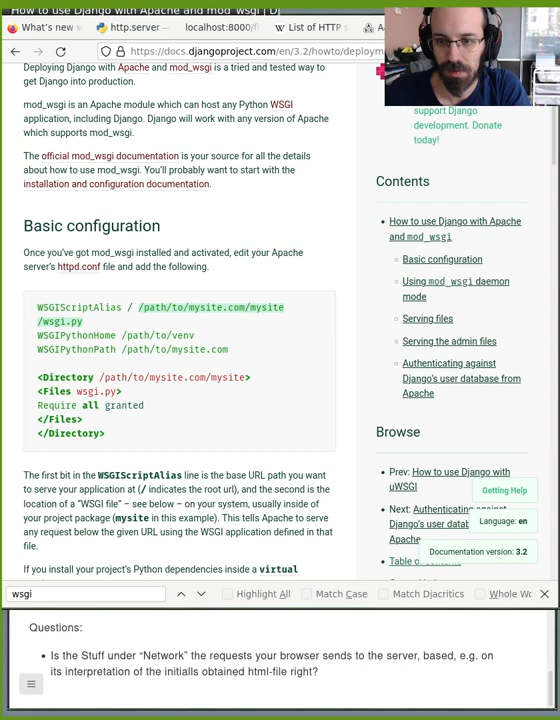 How to use Django with Apache and mod_wsgi | Dj
What's new
http.server —
localhost:8000/fi
List of HTTP s
https://docs.djangoproject.com/en/3.2/howto/deploym
Deploying Django with Apache and mod_wsgi is a tried and tested way to
get Django into production.
mod_wsgi is an Apache module which can host any Python WSGI
application, including Django. Django will work with any version of Apache
which supports mod_wsgi.
The official mod_wsgi documentation is your source for all the details
about how to use mod_wsgi. You'll probably want to start with the
installation and configuration documentation.
Basic configuration
Once you've got mod_wsgi installed and activated, edit your Apache
server's httpd.conf file and add the following.
WSGIScriptAlias / /path/to/mysite.com/mysite
/wsgi.py
WSGIPythonHome /path/to/venv
WSGIPythonPath /path/to/mysite.com
<Directory /path/to/mysite.com/mysite>
<Files wsgi.py>
Require all granted
</Files>
</Directory>
The first bit in the WSGIScriptAlias line is the base URL path you want
to serve your application at (/ indicates the root url), and the second is the
location of a "WSGI file" – see below – on your system, usually inside of
your project package (mysite in this example). This tells Apache to serve
any request below the given URL using the WSGI application defined in that
file.
If you install your project's Python dependencies inside a virtual
support Django
development. Donate
today!
Contents
How to use Django with Apache
and mod_wsgi
Basic configuration
Using mod_wsgi daemon
mode
Serving files
Serving the admin files
Authenticating against
Django's user database from
Apache
Browse
Prev: How to use Django with
uWSGI
Next: Authenticating against
Django's user datab
Apache
Table of contents
Getting Help
Language: en
Documentation version: 3.2
wsgi
Highlight All
Match Case
Match Diacritics
Whole Wo
Questions:
Is the Stuff under “Network” the requests your browser sends to the server, based, e.g. on
its interpretation of the initialls obtained html-file right?